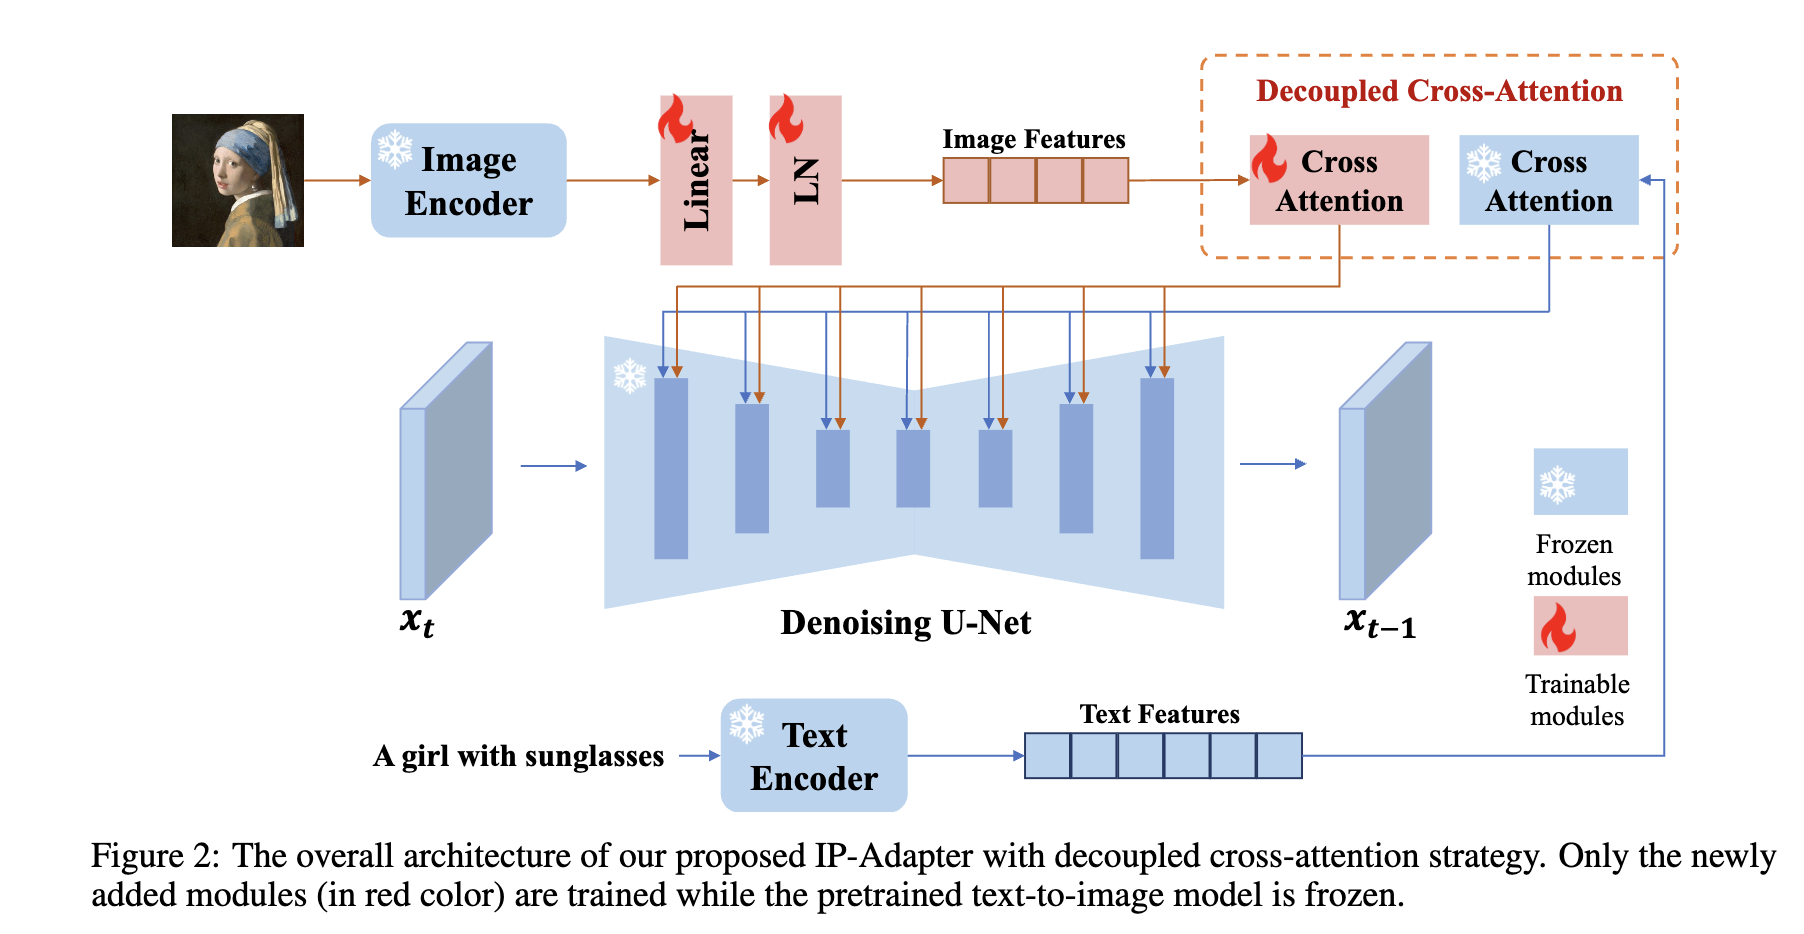 Decoupled Cross-Attention
Image
Encoder
Linear
LN
Image Features
Cross
Attention
Cross
Attention
x_t
Denoising U-Net
x_{t−1}
Frozen
modules
Trainable
modules
A girl with sunglasses
Text
Encoder
Text Features
Figure 2: The overall architecture of our proposed IP-Adapter with decoupled cross-attention strategy. Only the newly
added modules (in red color) are trained while the pretrained text-to-image model is frozen.